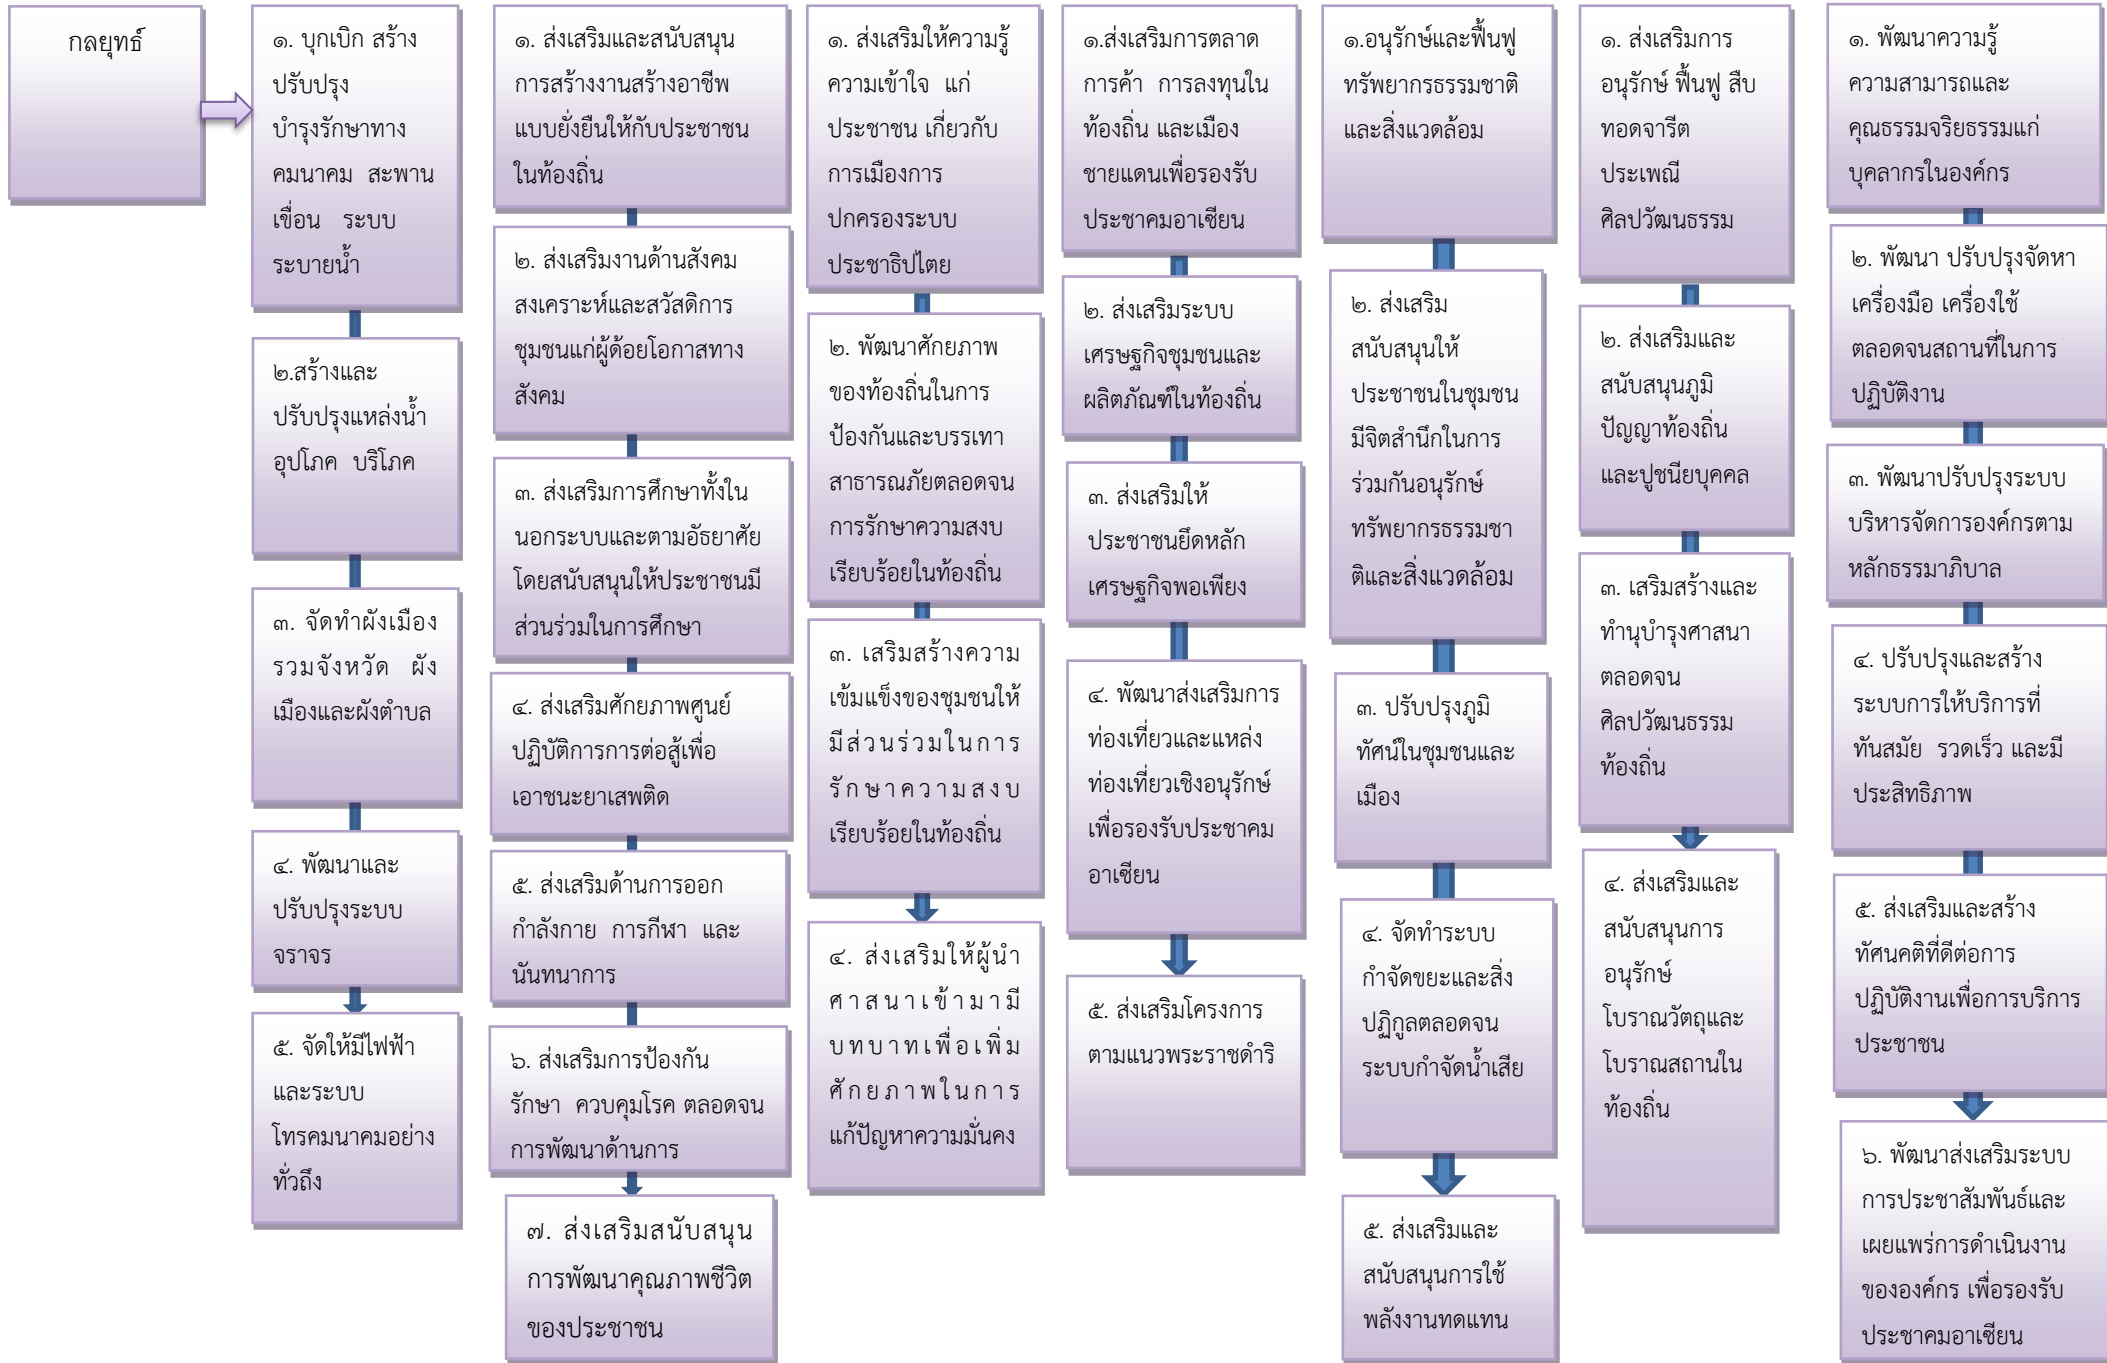 กลยุทธ์
๑. บุกเบิก สร้าง
ปรับปรุง
บำรุงรักษาทาง
คมนาคม สะพาน
เขื่อน ระบบ
ระบายน้ำ
๒.สร้างและ
ปรับปรุงแหล่งน้ำ
อุปโภค บริโภค
๓. จัดทำผังเมือง
รวมจังหวัด ผัง
เมืองและผังตำบล
๔. พัฒนาและ
ปรับปรุงระบบ
จราจร
๕. จัดให้มีไฟฟ้า
และระบบ
โทรคมนาคมอย่าง
ทั่วถึง
๑. ส่งเสริมและสนับสนุน
การสร้างงานสร้างอาชีพ
แบบยั่งยืนให้กับประชาชน
ในท้องถิ่น
๒. ส่งเสริมงานด้านสังคม
สงเคราะห์และสวัสดิการ
ชุมชนแก่ผู้ด้อยโอกาสทาง
สังคม
๓. ส่งเสริมการศึกษาทั้งใน
นอกระบบและตามอัธยาศัย
โดยสนับสนุนให้ประชาชนมี
ส่วนร่วมในการศึกษา
๔. ส่งเสริมศักยภาพศูนย์
ปฏิบัติการการต่อสู้เพื่อ
เอาชนะยาเสพติด
๕. ส่งเสริมด้านการออก
กำลังกาย การกีฬา และ
นันทนาการ
๖. ส่งเสริมการป้องกัน
รักษา ควบคุมโรค ตลอดจน
การพัฒนาด้านการ
๗. ส่งเสริมสนับสนุน
การพัฒนาคุณภาพชีวิต
ของประชาชน
๑. ส่งเสริมให้ความรู้
ความเข้าใจ แก่
ประชาชน เกี่ยวกับ
การเมืองการ
ปกครองระบบ
ประชาธิปไตย
๒. พัฒนาศักยภาพ
ของท้องถิ่นในการ
ป้องกันและบรรเทา
สาธารณภัยตลอดจน
การรักษาความสงบ
เรียบร้อยในท้องถิ่น
๓. เสริมสร้างความ
เข้มแข็งของชุมชนให้
มีส่วนร่วมในการ
รักษาความสงบ
เรียบร้อยในท้องถิ่น
๔. ส่งเสริมให้ผู้นำ
ศาสนาเข้ามามี
บทบาทเพื่อเพิ่ม
ศักยภาพในการ
แก้ปัญหาความมั่นคง
๑.ส่งเสริมการตลาด
การค้า การลงทุนใน
ท้องถิ่น และเมือง
ชายแดนเพื่อรองรับ
ประชาคมอาเซียน
๒. ส่งเสริมระบบ
เศรษฐกิจชุมชนและ
ผลิตภัณฑ์ในท้องถิ่น
๓. ส่งเสริมให้
ประชาชนยึดหลัก
เศรษฐกิจพอเพียง
๔. พัฒนาส่งเสริมการ
ท่องเที่ยวและแหล่ง
ท่องเที่ยวเชิงอนุรักษ์
เพื่อรองรับประชาคม
อาเซียน
๕. ส่งเสริมโครงการ
ตามแนวพระราชดำริ
๑.อนุรักษ์และฟื้นฟู
ทรัพยากรธรรมชาติ
และสิ่งแวดล้อม
๒. ส่งเสริม
สนับสนุนให้
ประชาชนในชุมชน
มีจิตสำนึกในการ
ร่วมกันอนุรักษ์
ทรัพยากรธรรมชา
ติและสิ่งแวดล้อม
๓. ปรับปรุงภูมิ
ทัศน์ในชุมชนและ
เมือง
๔. จัดทำระบบ
กำจัดขยะและสิ่ง
ปฏิกูลตลอดจน
ระบบกำจัดน้ำเสีย
๕. ส่งเสริมและ
สนับสนุนการใช้
พลังงานทดแทน
๑. ส่งเสริมการ
อนุรักษ์ ฟื้นฟู สืบ
ทอดจารีต
ประเพณี
ศิลปวัฒนธรรม
๒. ส่งเสริมและ
สนับสนุนภูมิ
ปัญญาท้องถิ่น
และปูชนียบุคคล
๓. เสริมสร้างและ
ทำนุบำรุงศาสนา
ตลอดจน
ศิลปวัฒนธรรม
ท้องถิ่น
๔. ส่งเสริมและ
สนับสนุนการ
อนุรักษ์
โบราณวัตถุและ
โบราณสถานใน
ท้องถิ่น
๑. พัฒนาความรู้
ความสามารถและ
คุณธรรมจริยธรรมแก่
บุคลากรในองค์กร
๒. พัฒนา ปรับปรุงจัดหา
เครื่องมือ เครื่องใช้
ตลอดจนสถานที่ในการ
ปฏิบัติงาน
๓. พัฒนาปรับปรุงระบบ
บริหารจัดการองค์กรตาม
หลักธรรมาภิบาล
๔. ปรับปรุงและสร้าง
ระบบการให้บริการที่
ทันสมัย รวดเร็ว และมี
ประสิทธิภาพ
๕. ส่งเสริมและสร้าง
ทัศนคติที่ดีต่อการ
ปฏิบัติงานเพื่อการบริการ
ประชาชน
๖. พัฒนาส่งเสริมระบบ
การประชาสัมพันธ์และ
เผยแพร่การดำเนินงาน
ขององค์กร เพื่อรองรับ
ประชาคมอาเซียน